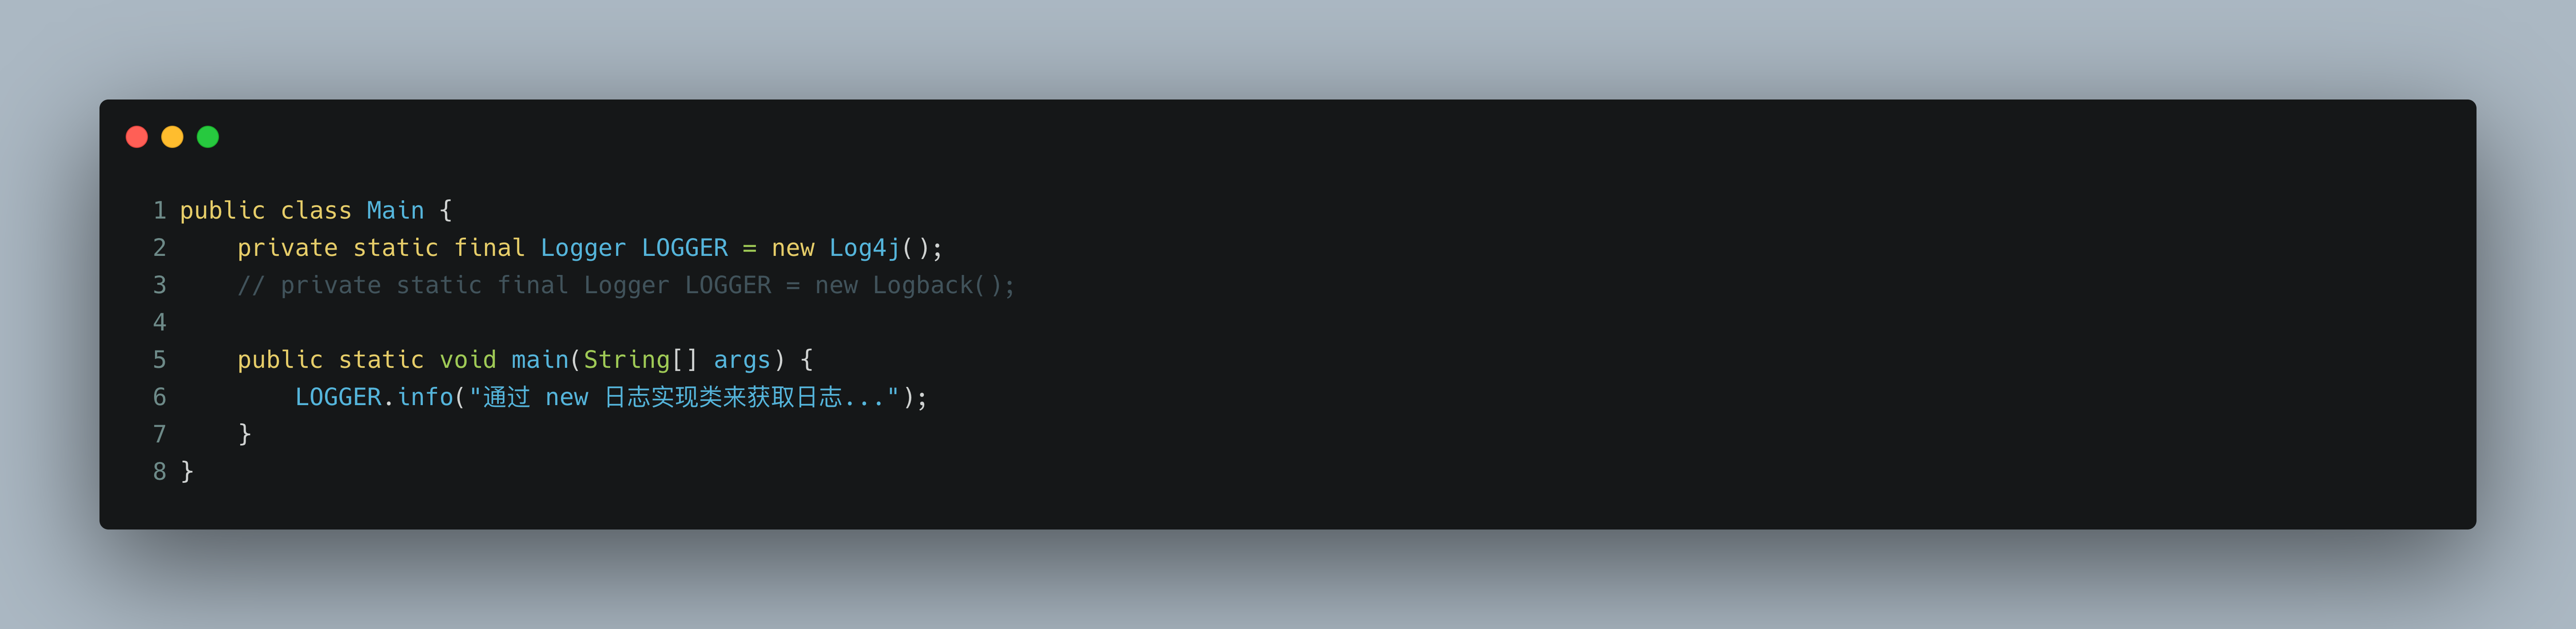 1 public class Main {
2     private static final Logger LOGGER = new Log4j();
3     // private static final Logger LOGGER = new Logback();
4
5     public static void main(String[] args) {
6         LOGGER.info("通过 new 日志实现类来获取日志...");
7     }
8 }